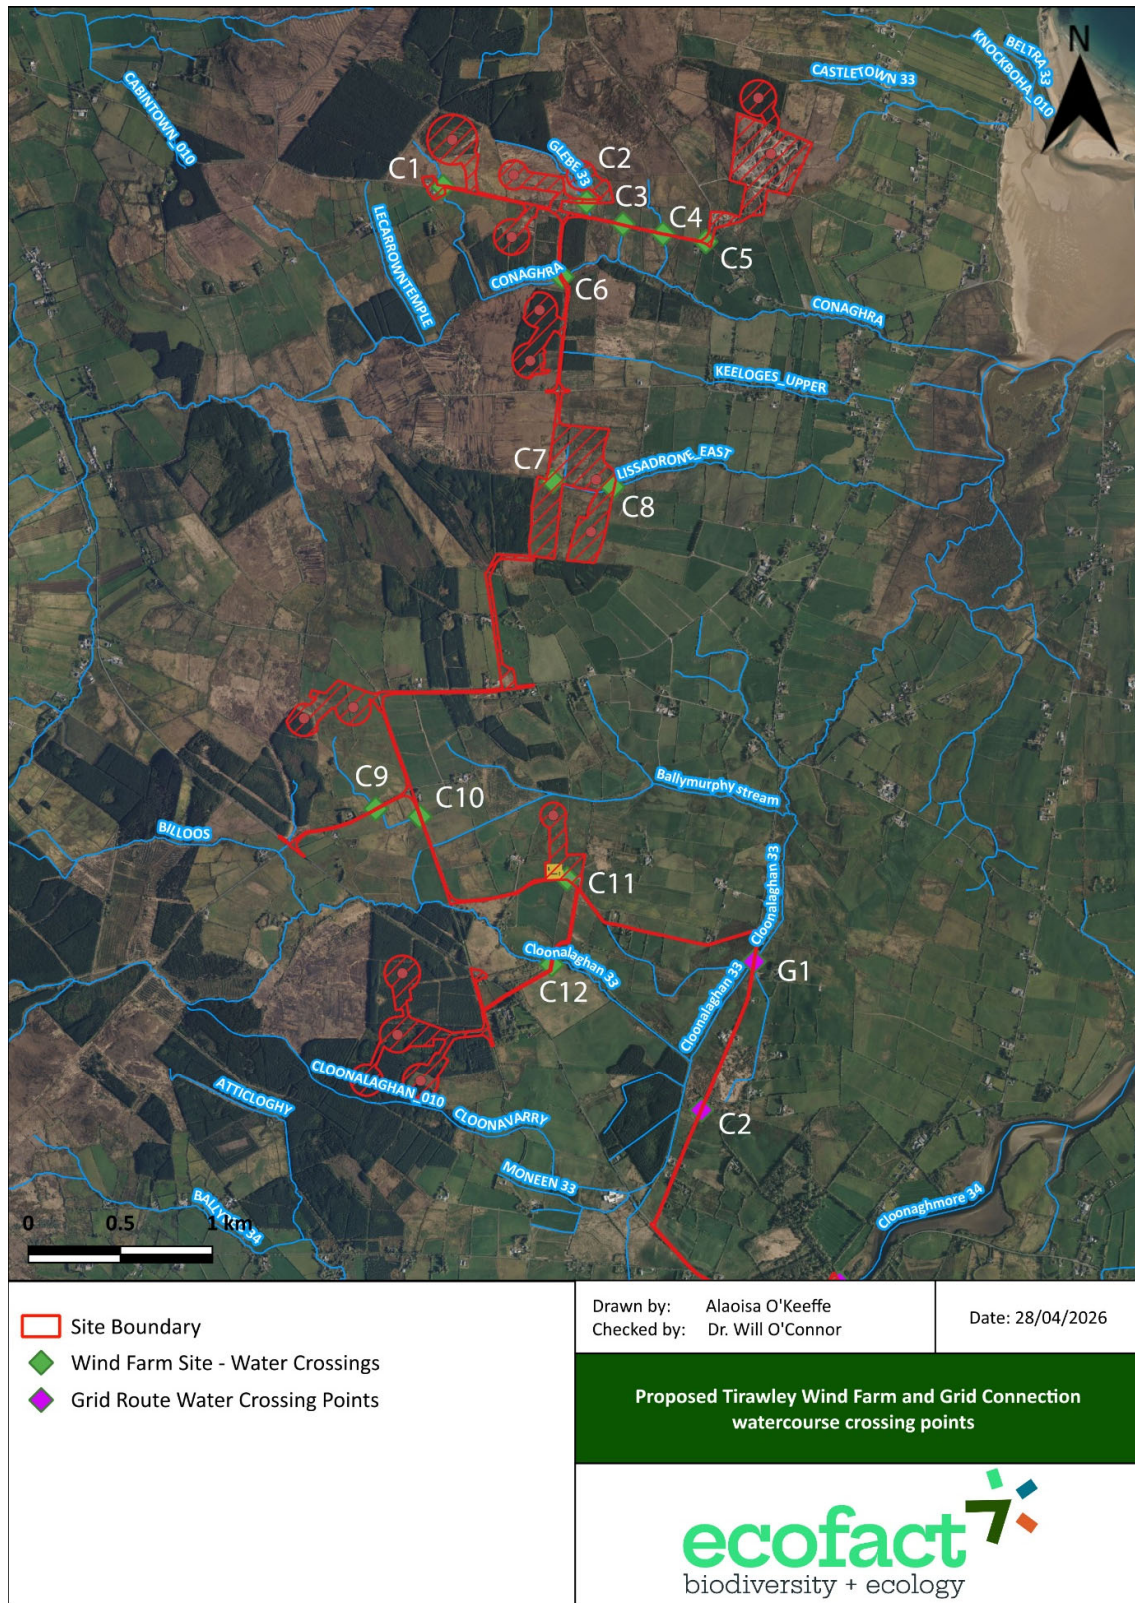 N
BELTRA 33
KNOCKBOHA_010
CASTLETOWN 33
CABINTOWN_010
GLEBE 33
C2
C1
C3
C4
LECARROWTEMPLE
C5
CONAGHRA
C6
CONAGHRA
KEELOGES_UPPER
C7
LISSADRONE_EAST
C8
Ballymurphy stream
C9
C10
BILLOOS
C11
Cloonalaghan 33
Cloonalaghan 33
C12
G1
Cloonalaghan 33
CLOONALAGHAN_010
ATTICLOGHY
CLOONAVARRY
C2
MONEEN 33
Cloonaghmore 34
0 0.5 1 km
Site Boundary
Wind Farm Site - Water Crossings
Grid Route Water Crossing Points
Drawn by: Alaoisa O'Keeffe
Checked by: Dr. Will O'Connor
Date: 28/04/2026
Proposed Tirawley Wind Farm and Grid Connection
watercourse crossing points
ecofact
biodiversity + ecology